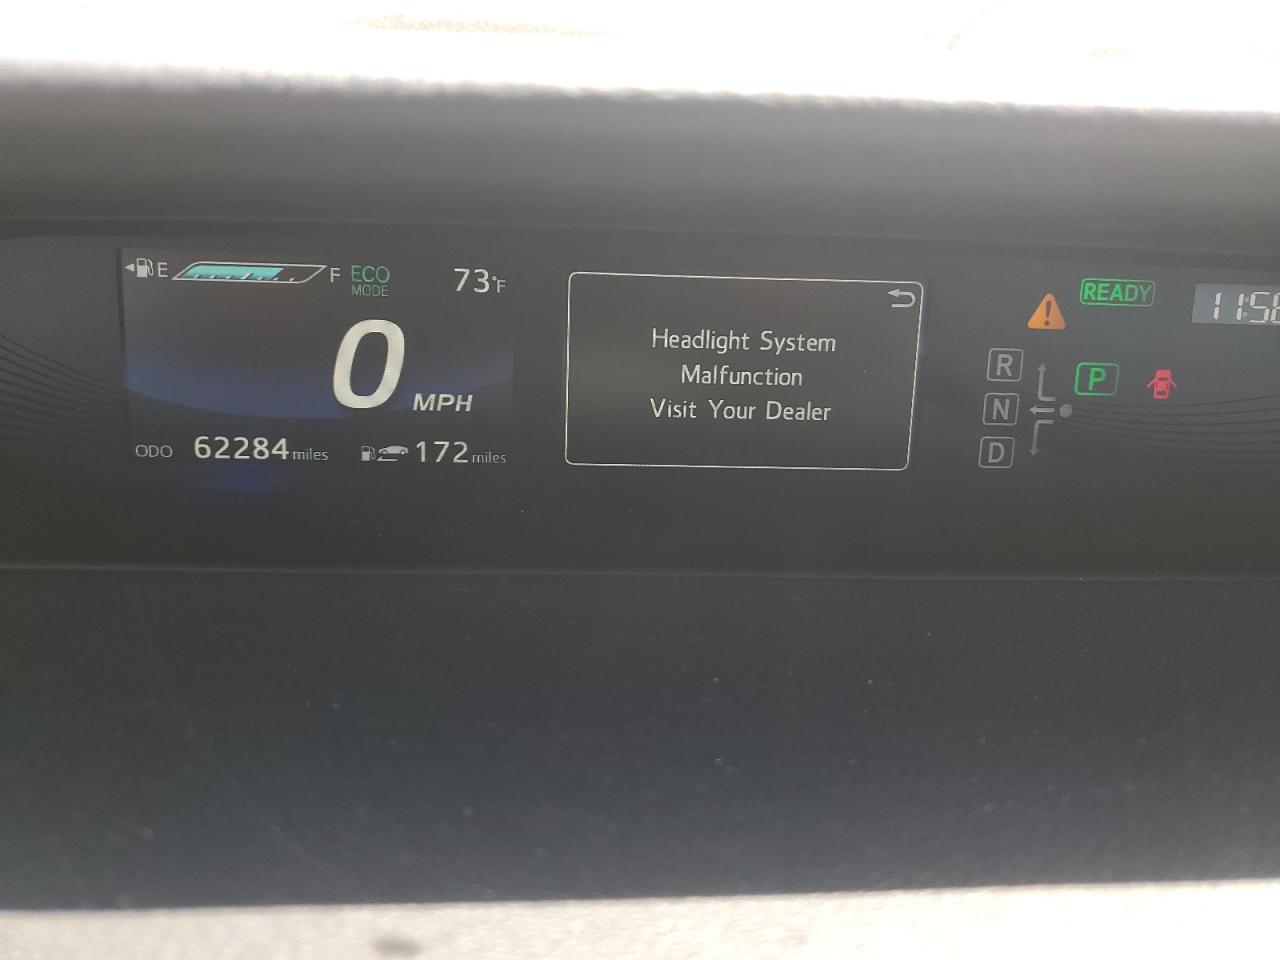 E F ECO
MODE
73°F
0 MPH
ODO 62284 miles
172 miles
Headlight System
Malfunction
Visit Your Dealer
READY
R
N
D
P